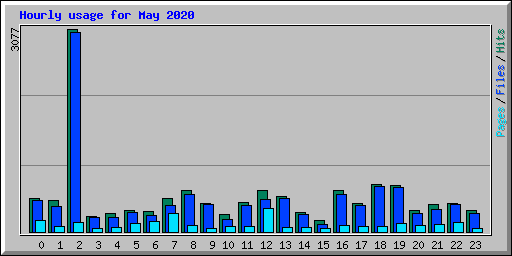 Hourly usage for May 2020
3077
Pages/Files/Hits
0 1 2 3 4 5 6 7 8 9 10 11 12 13 14 15 16 17 18 19 20 21 22 23